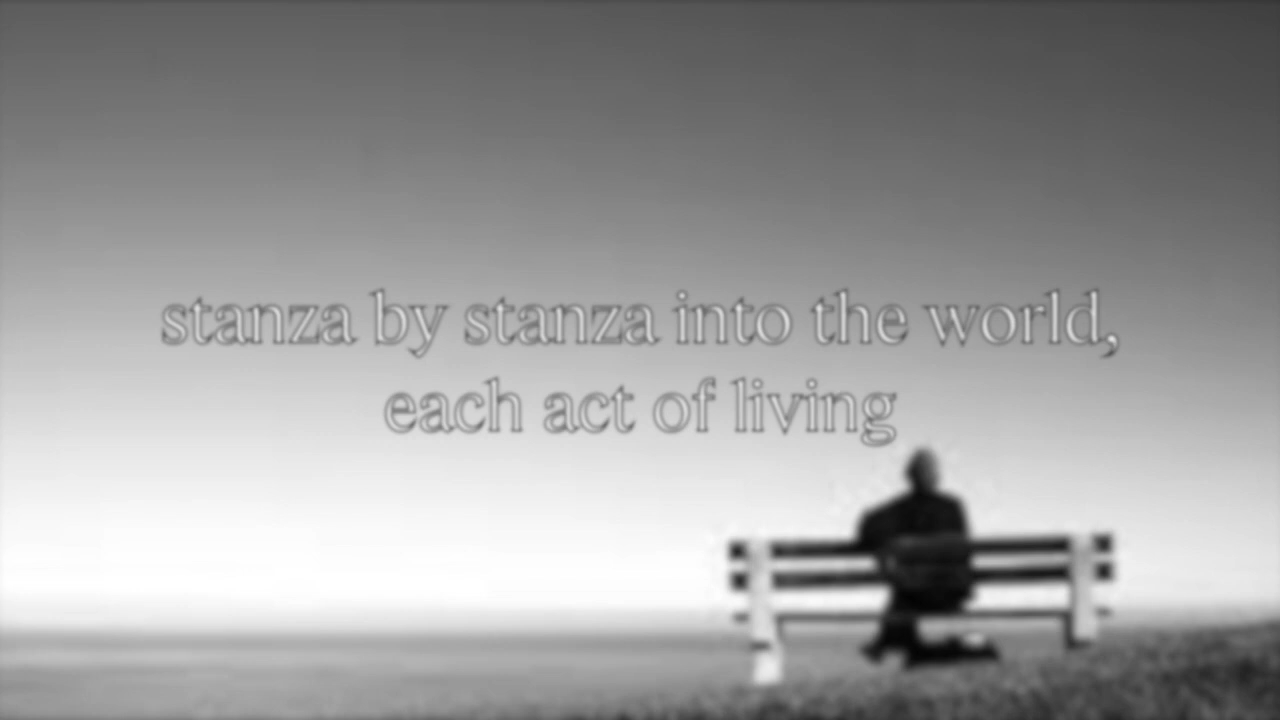 stanza by stanza into the world,
each act of living